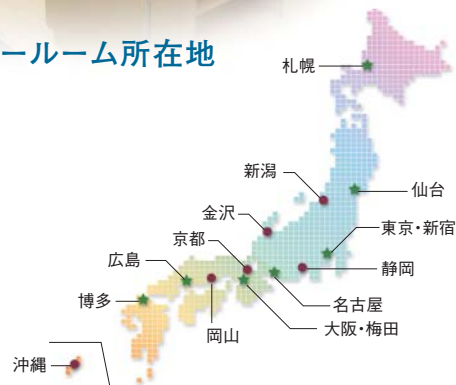 ールーム所在地
札幌
新潟
仙台
金沢
東京・新宿
京都
広島
静岡
博多
名古屋
岡山
大阪・梅田
沖縄